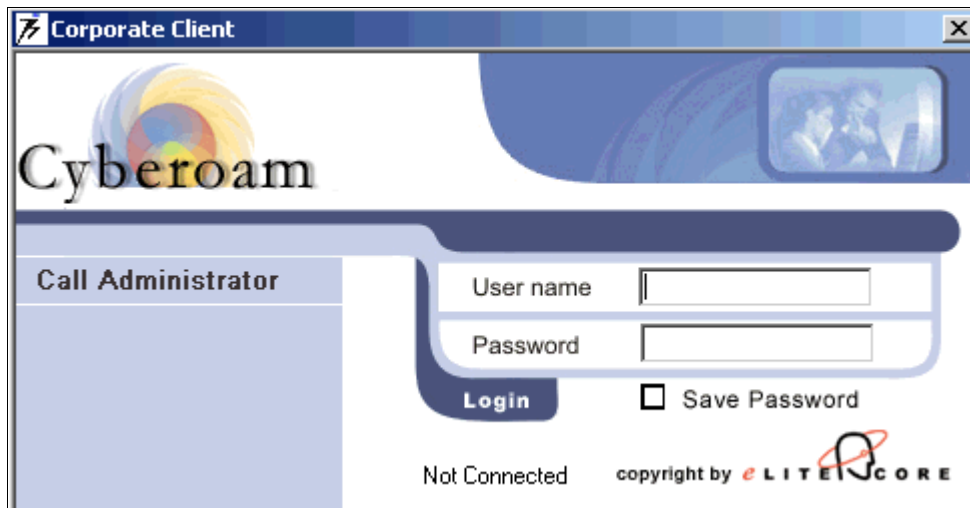 Corporate Client
Cyberoam
Call Administrator
User name
Password
Login
Save Password
Not Connected
copyright by eLITECORE